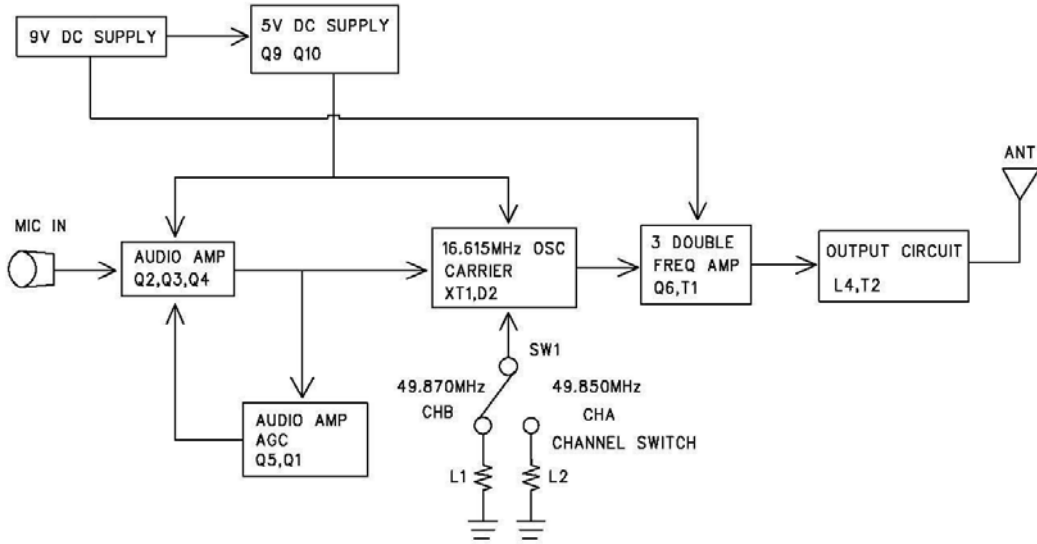 9V DC SUPPLY
5V DC SUPPLY
Q9 Q10
ANT
MIC IN
AUDIO AMP
Q2,Q3,Q4
16.615MHz OSC
CARRIER
XT1,D2
3 DOUBLE
FREQ AMP
Q6,T1
OUTPUT CIRCUIT
L4,T2
SW1
49.870MHz
CHB
49.850MHz
CHA
CHANNEL SWITCH
AUDIO AMP
AGC
Q5,Q1
L1
L2